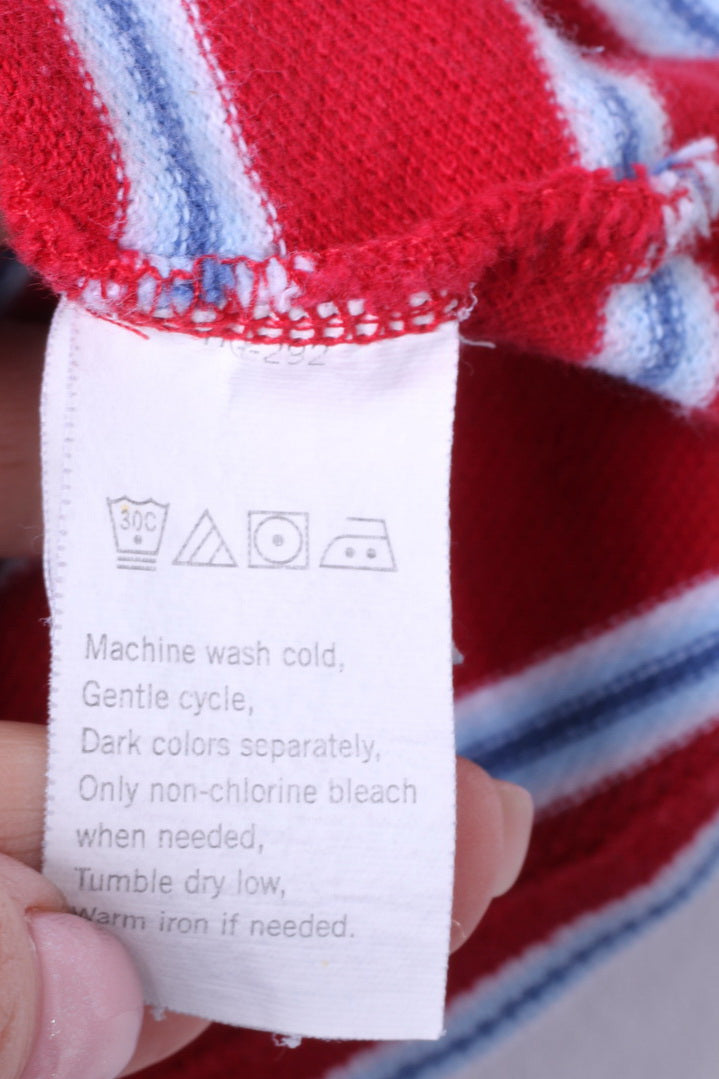 30C
Machine wash cold,
Gentle cycle,
Dark colors separately,
Only non-chlorine bleach
when needed,
Tumble dry low,
Warm iron if needed.